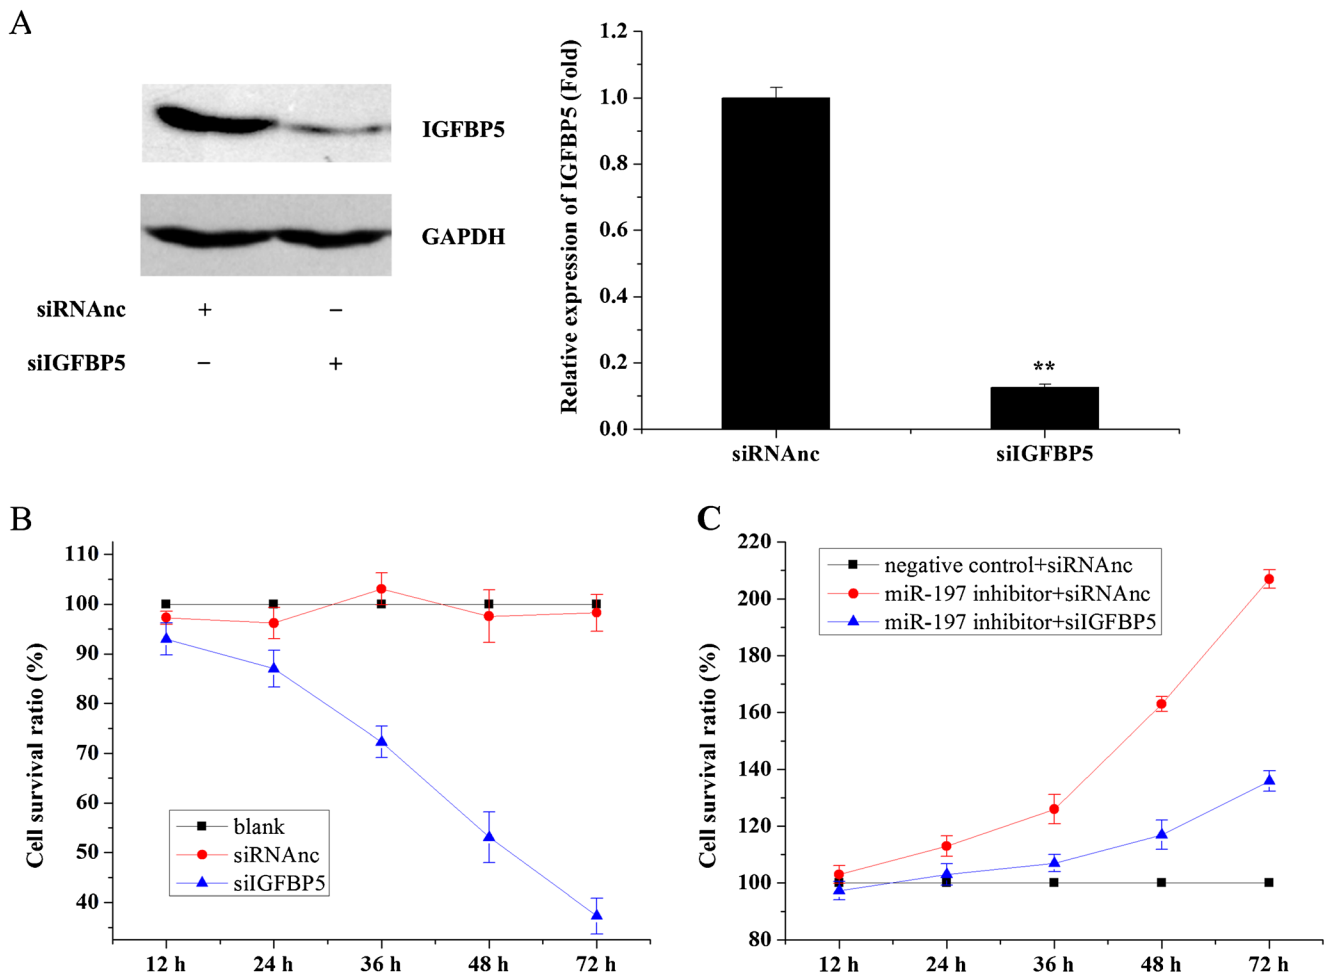 A
IGFBP5
GAPDH
siRNAnc + −
siIGFBP5 − +
Relative expression of IGFBP5 (Fold)
1.2
1.0
0.8
0.6
0.4
0.2
0.0
**
siRNAnc siIGFBP5
B
Cell survival ratio (%)
110
100
90
80
70
60
50
40
blank
siRNAnc
siIGFBP5
12 h 24 h 36 h 48 h 72 h
C
Cell survival ratio (%)
220
200
180
160
140
120
100
80
negative control+siRNAnc
miR-197 inhibitor+siRNAnc
miR-197 inhibitor+siIGFBP5
12 h 24 h 36 h 48 h 72 h